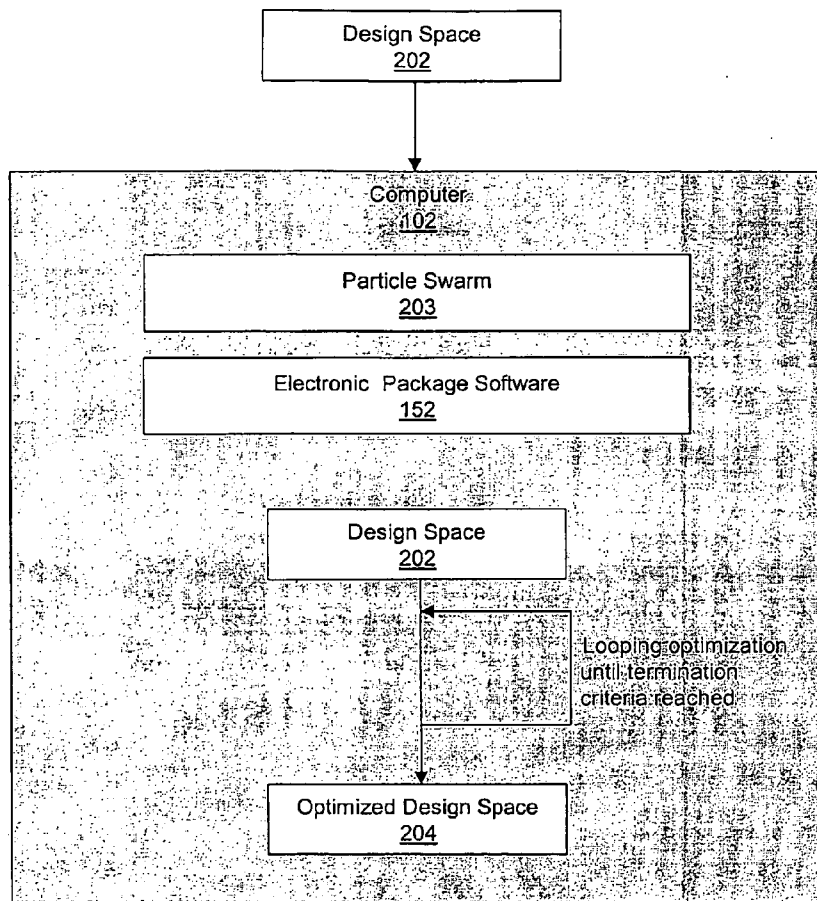 Design Space
202
Computer
102
Particle Swarm
203
Electronic Package Software
152
Design Space
202
Looping optimization
until termination
criteria reached
Optimized Design Space
204